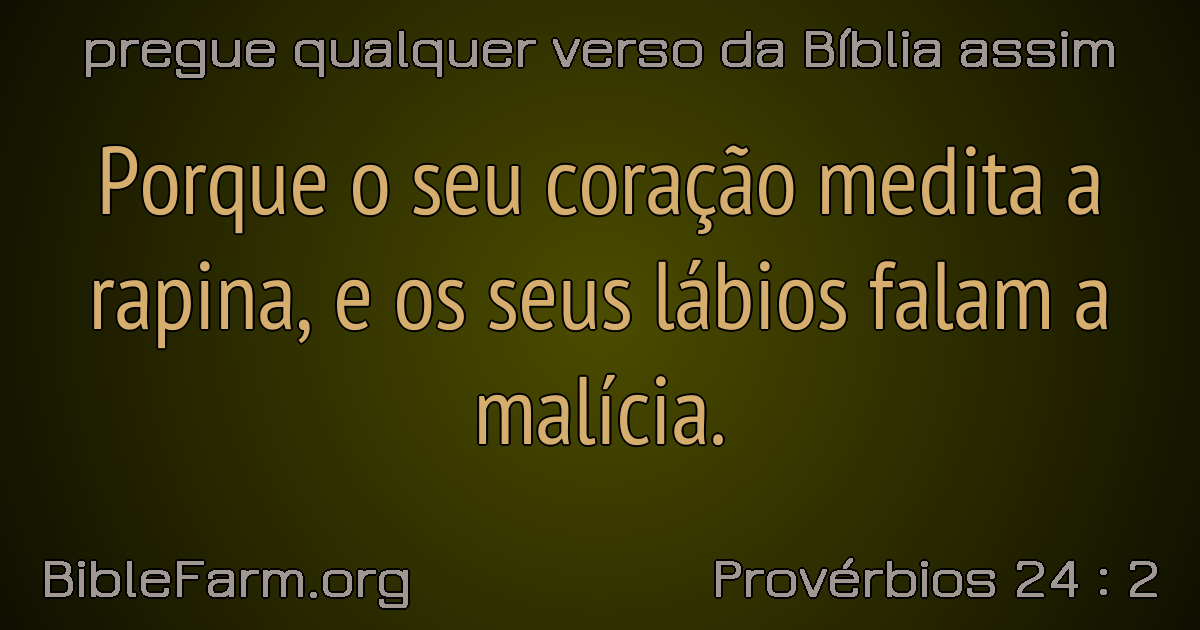 pregue qualquer verso da Bíblia assim
Porque o seu coração medita a
rapina, e os seus lábios falam a
malícia.
BibleFarm.org
Provérbios 24 : 2